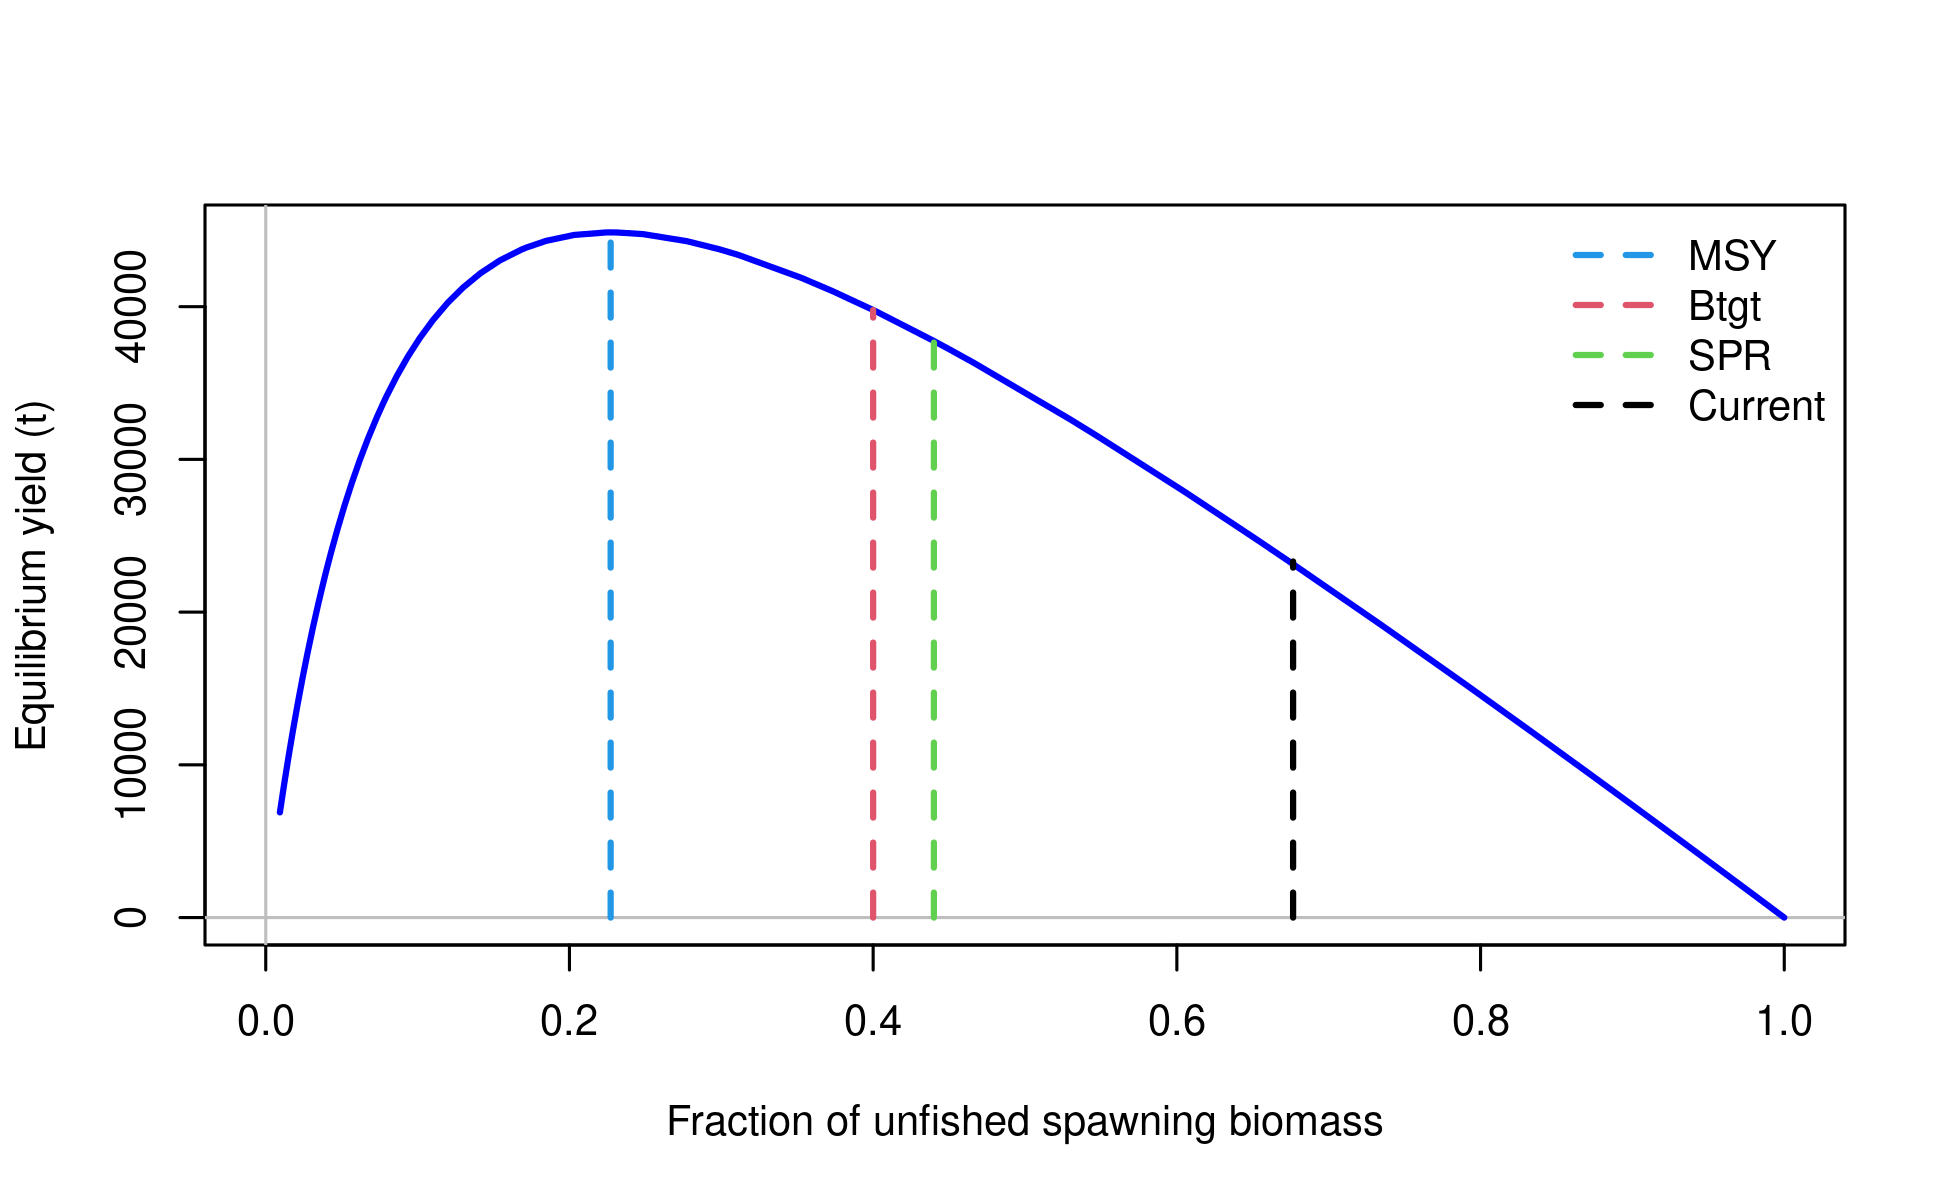 MSY
Btgt
SPR
Current
Equilibrium yield (t)
40000
30000
20000
10000
0
0.0 0.2 0.4 0.6 0.8 1.0
Fraction of unfished spawning biomass